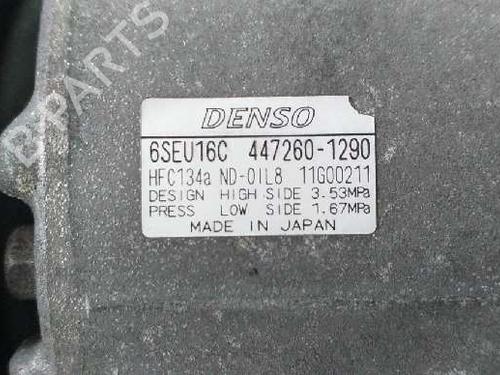 B-PARTS
DENSO
6SEU16C 447260-1290
HFC134a ND-OIL8 11G00211
DESIGN HIGH SIDE 3.53MPa
PRESS LOW SIDE 1.67MPa
MADE IN JAPAN